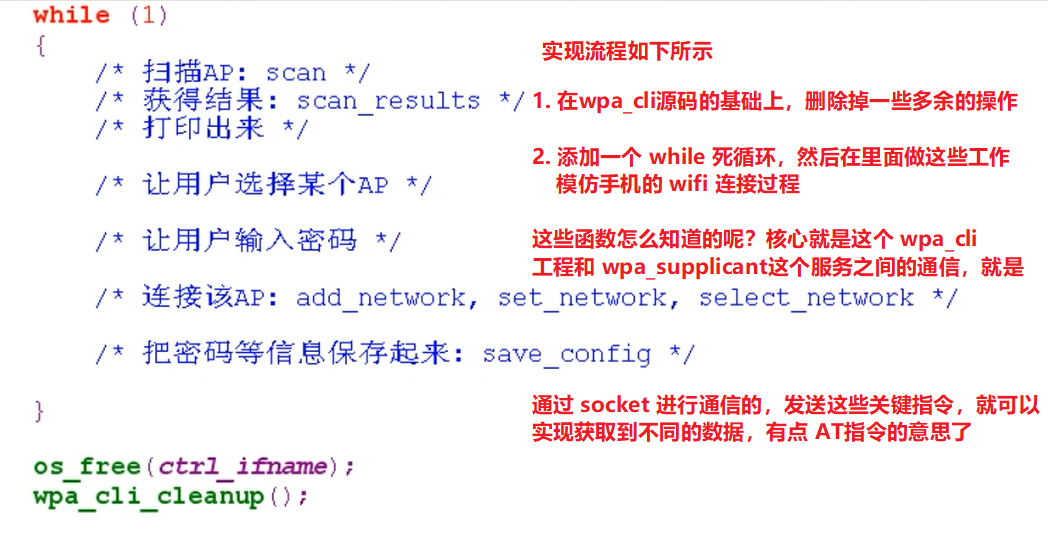 while (1)
{
实现流程如下所示
/* 扫描AP: scan */
/* 获得结果: scan_results */
1. 在wpa_cli源码的基础上，删除掉一些多余的操作
/* 打印出来 */
2. 添加一个 while 死循环，然后在里面做这些工作
模仿手机的 wifi 连接过程
/* 让用户选择某个AP */
/* 让用户输入密码 */
这些函数怎么知道的呢？核心就是这个 wpa_cli
工程和 wpa_supplicant这个服务之间的通信，就是
/* 连接该AP: add_network, set_network, select_network */
/* 把密码等信息保存起来: save_config */
通过 socket 进行通信的，发送这些关键指令，就可以
实现获取到不同的数据，有点 AT指令的意思了
}
os_free(ctrl_ifname);
wpa_cli_cleanup();